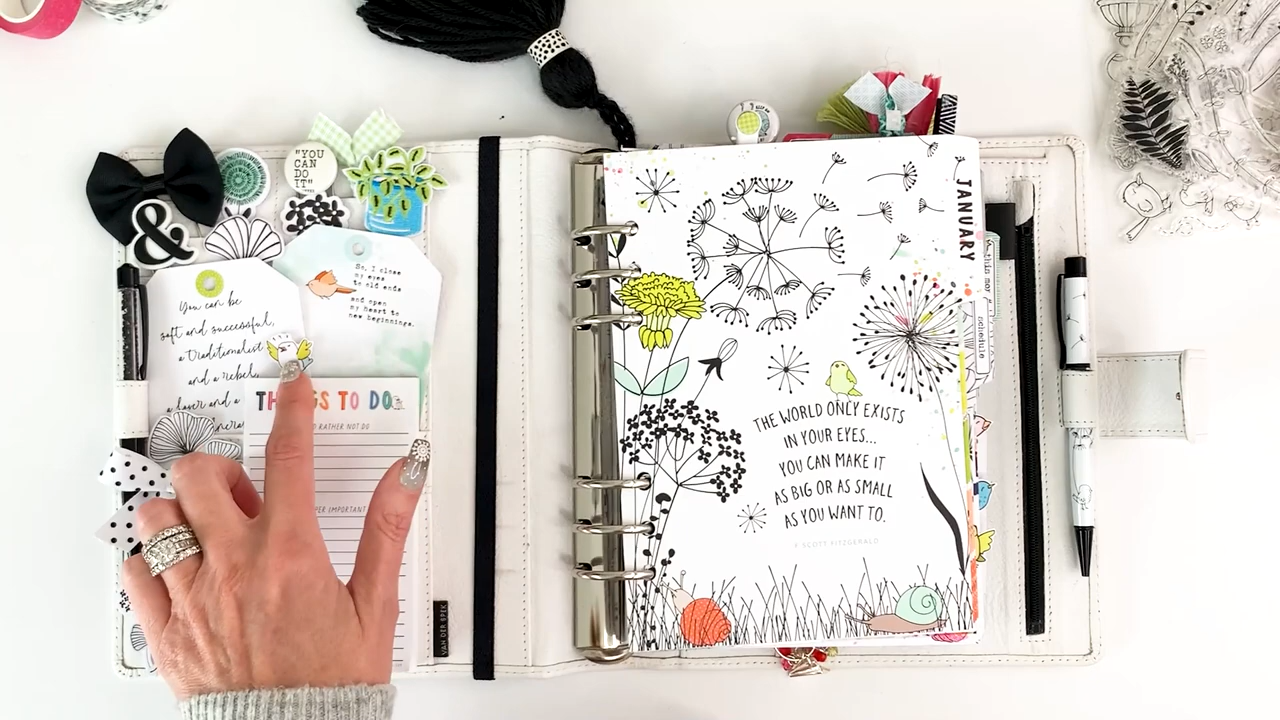 "YOU
CAN
DO
IT"
&
You can be
soft and successful,
a traditionalist
and a rebel,
a lover and a
So, I close
my eyes
to old ends
and open
my heart to
new beginnings.
TO DO
RATHER NOT DO
IMPORTANT
VAN DER SPEK
JANUARY
THE WORLD ONLY EXISTS
IN YOUR EYES...
YOU CAN MAKE IT
AS BIG OR AS SMALL
AS YOU WANT TO.
F. SCOTT FITZGERALD
schedule